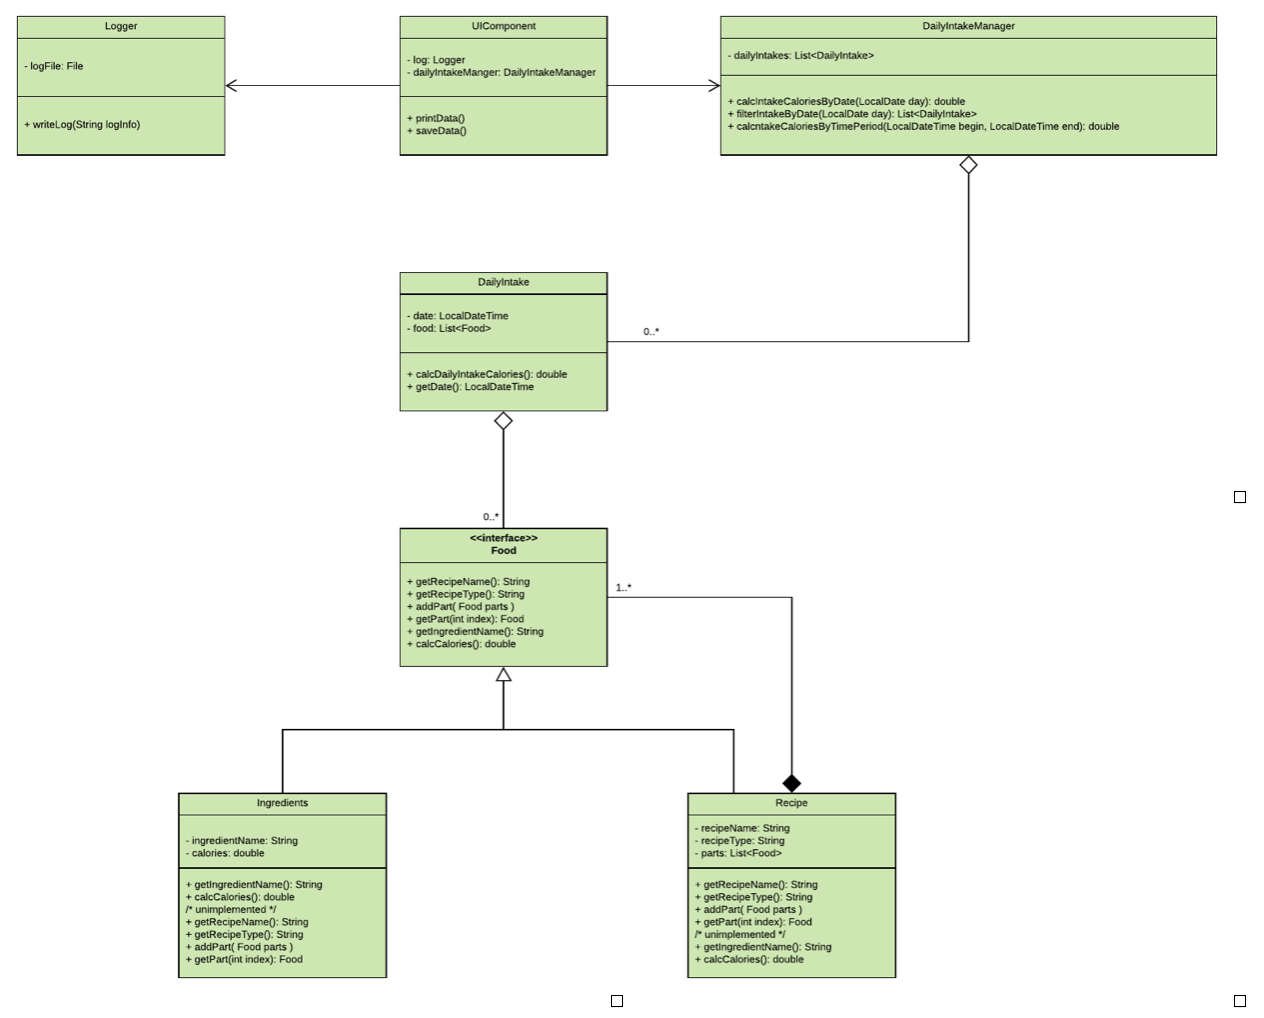 Logger
- logFile: File
+ writeLog(String logInfo)
UIComponent
- log: Logger
- dailyIntakeManger: DailyIntakeManager
+ printData()
+ saveData()
DailyIntakeManager
- dailyIntakes: List<DailyIntake>
+ calcIntakeCaloriesByDate(LocalDate day): double
+ filterIntakeByDate(LocalDate day): List<DailyIntake>
+ calcntakeCaloriesByTimePeriod(LocalDateTime begin, LocalDateTime end): double
DailyIntake
- date: LocalDateTime
- food: List<Food>
+ calcDailyIntakeCalories(): double
+ getDate(): LocalDateTime
0..*
0..*
<<interface>>
Food
+ getRecipeName(): String
+ getRecipeType(): String
+ addPart( Food parts )
+ getPart(int index): Food
+ getIngredientName(): String
+ calcCalories(): double
1..*
Ingredients
- ingredientName: String
- calories: double
+ getIngredientName(): String
+ calcCalories(): double
/* unimplemented */
+ getRecipeName(): String
+ getRecipeType(): String
+ addPart( Food parts )
+ getPart(int index): Food
Recipe
- recipeName: String
- recipeType: String
- parts: List<Food>
+ getRecipeName(): String
+ getRecipeType(): String
+ addPart( Food parts )
+ getPart(int index): Food
/* unimplemented */
+ getIngredientName(): String
+ calcCalories(): double